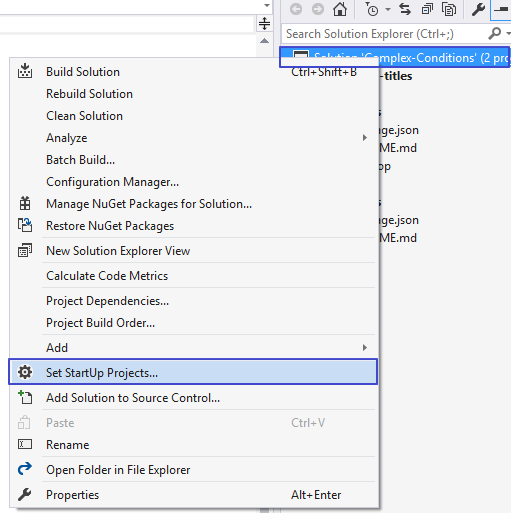 Search Solution Explorer (Ctrl+;)
Solution 'Complex-Conditions' (2 pro
Build Solution Ctrl+Shift+B
-titles
Rebuild Solution
Clean Solution
Analyze
age.json
Batch Build...
ME.md
Configuration Manager...
op
Manage NuGet Packages for Solution...
s
Restore NuGet Packages
age.json
New Solution Explorer View
ME.md
Calculate Code Metrics
Project Dependencies...
Project Build Order...
Add
Set StartUp Projects...
Add Solution to Source Control...
Paste Ctrl+V
Rename
Open Folder in File Explorer
Properties Alt+Enter